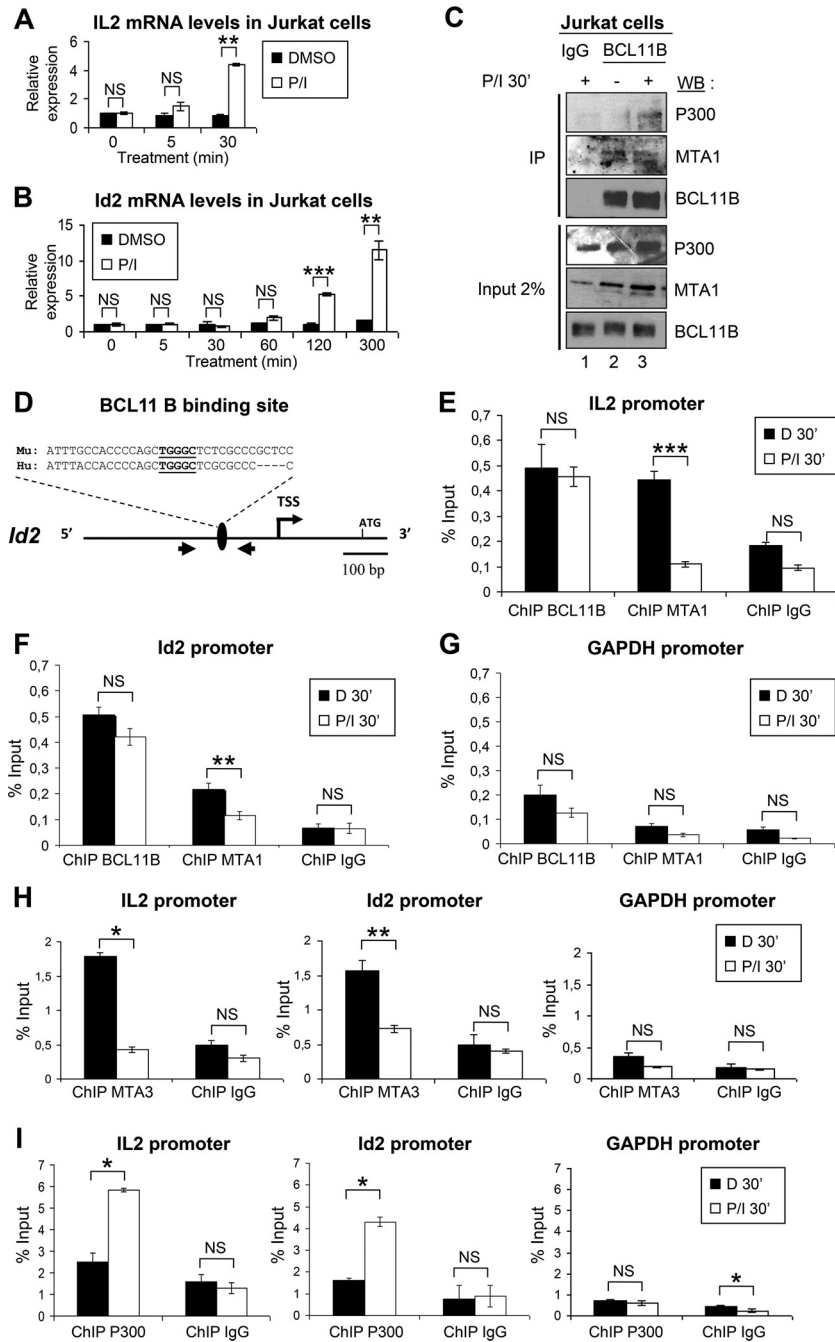 A
IL2 mRNA levels in Jurkat cells
Relative expression
5
4
3
2
1
0
NS
NS
**
DMSO
P/I
0 5 30
Treatment (min)
B
Id2 mRNA levels in Jurkat cells
Relative expression
15
10
5
0
DMSO
P/I
NS NS NS NS *** **
0 5 30 60 120 300
Treatment (min)
C
Jurkat cells
IgG BCL11B
P/I 30' + - + WB :
IP
P300
MTA1
BCL11B
Input 2%
P300
MTA1
BCL11B
1 2 3
D
BCL11 B binding site
Mu: ATTTGCCACCCCAGCTGGGCTCTCGCCCGCTCC
Hu: ATTTACCACCCCAGCTGGGCTCGCGCCC----C
TSS
ATG
Id2 5' 3'
100 bp
E
IL2 promoter
% Input
0,7
0,6
0,5
0,4
0,3
0,2
0,1
0
NS
***
NS
D 30'
P/I 30'
ChIP BCL11B ChIP MTA1 ChIP IgG
F
Id2 promoter
% Input
0,7
0,6
0,5
0,4
0,3
0,2
0,1
0
NS
**
NS
D 30'
P/I 30'
ChIP BCL11B ChIP MTA1 ChIP IgG
G
GAPDH promoter
% Input
0,7
0,6
0,5
0,4
0,3
0,2
0,1
0
NS
NS
NS
D 30'
P/I 30'
ChIP BCL11B ChIP MTA1 ChIP IgG
H
IL2 promoter
% Input
2
1,5
1
0,5
0
*
NS
ChIP MTA3 ChIP IgG
Id2 promoter
% Input
2
1,5
1
0,5
0
**
NS
ChIP MTA3 ChIP IgG
GAPDH promoter
% Input
2
1,5
1
0,5
0
NS
NS
D 30'
P/I 30'
ChIP MTA3 ChIP IgG
I
IL2 promoter
% Input
7
6
5
4
3
2
1
0
*
NS
ChIP P300 ChIP IgG
Id2 promoter
% Input
7
6
5
4
3
2
1
0
*
NS
ChIP P300 ChIP IgG
GAPDH promoter
% Input
7
6
5
4
3
2
1
0
NS
*
D 30'
P/I 30'
ChIP P300 ChIP IgG